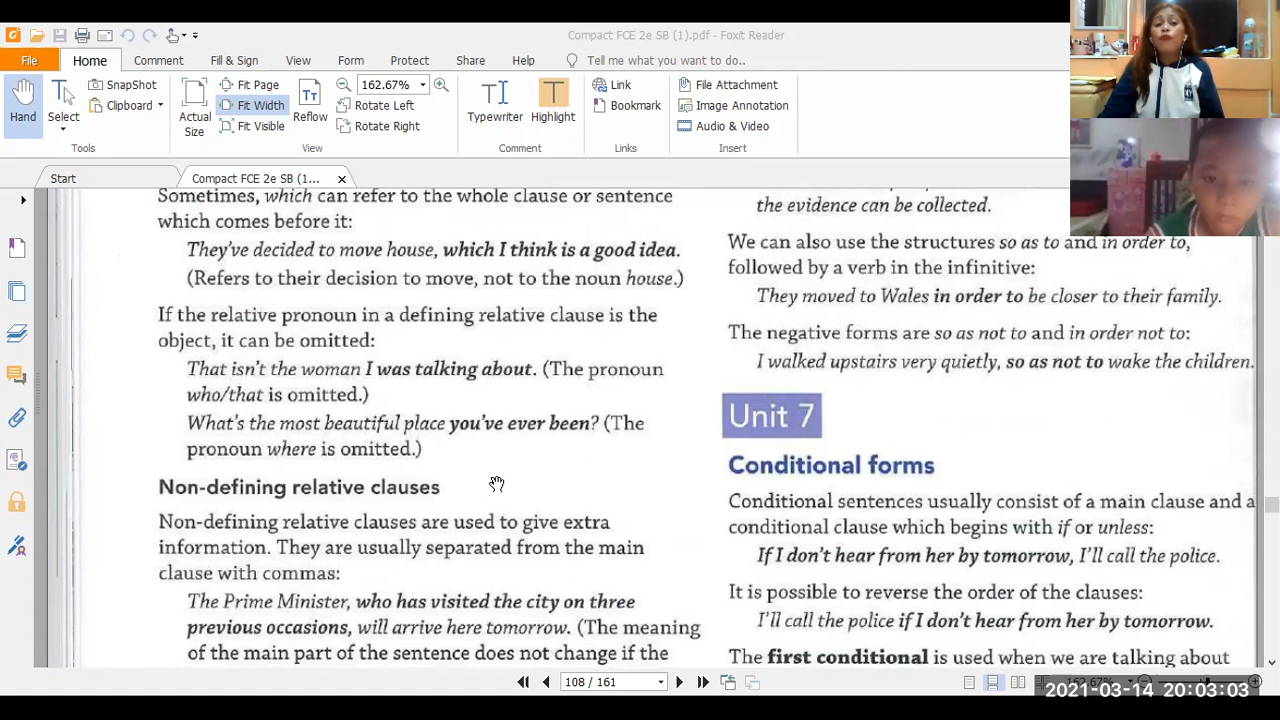 Compact FCE 2e SB (1).pdf - Foxit Reader
File Home Comment Fill & Sign View Form Protect Share Help Tell me what you want to do...
Hand
Select
SnapShot
Clipboard
Actual Size
Fit Page
Fit Width
Fit Visible
Reflow
162.67%
Rotate Left
Rotate Right
Typewriter
Highlight
Link
Bookmark
File Attachment
Image Annotation
Audio & Video
Tools View Comment Links Insert
Start
Compact FCE 2e SB (1...
Sometimes, which can refer to the whole clause or sentence
which comes before it:
They've decided to move house, which I think is a good idea.
(Refers to their decision to move, not to the noun house.)
If the relative pronoun in a defining relative clause is the
object, it can be omitted:
That isn't the woman I was talking about. (The pronoun
who/that is omitted.)
What's the most beautiful place you've ever been? (The
pronoun where is omitted.)
Non-defining relative clauses
Non-defining relative clauses are used to give extra
information. They are usually separated from the main
clause with commas:
The Prime Minister, who has visited the city on three
previous occasions, will arrive here tomorrow. (The meaning
of the main part of the sentence does not change if the
the evidence can be collected.
We can also use the structures so as to and in order to,
followed by a verb in the infinitive:
They moved to Wales in order to be closer to their family.
The negative forms are so as not to and in order not to:
I walked upstairs very quietly, so as not to wake the children.
Unit 7
Conditional forms
Conditional sentences usually consist of a main clause and a
conditional clause which begins with if or unless:
If I don't hear from her by tomorrow, I'll call the police.
It is possible to reverse the order of the clauses:
I'll call the police if I don't hear from her by tomorrow.
The first conditional is used when we are talking about
108 / 161
162.67%
2021-03-14 20:03:03